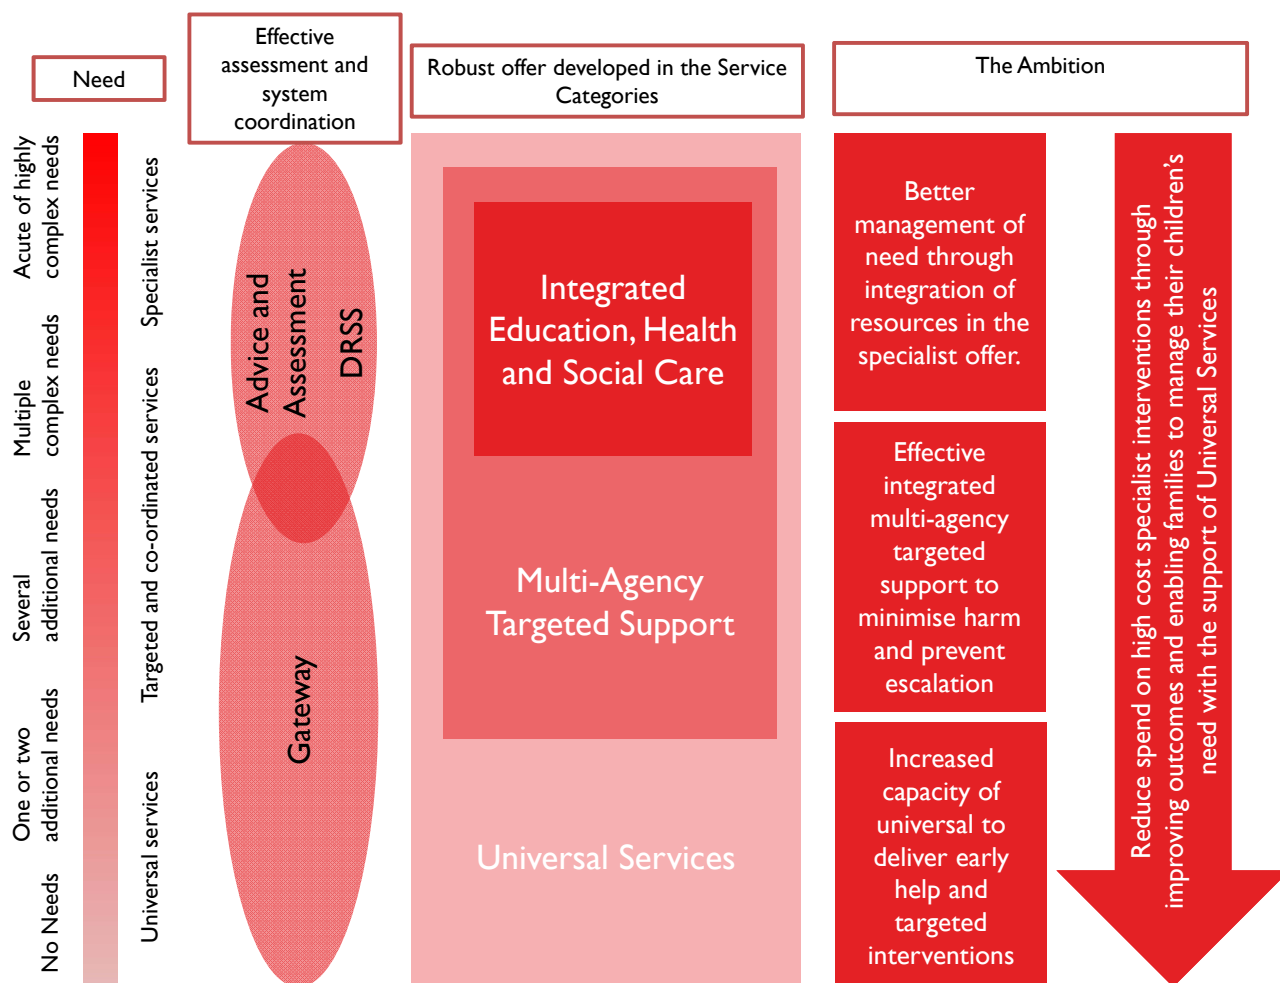 Need
Effective
assessment and
system
coordination
Robust offer developed in the Service
Categories
The Ambition
Acute of highly
complex needs
Multiple
complex needs
Several
additional needs
One or two
additional needs
No Needs
Specialist services
Targeted and co-ordinated services
Universal services
Advice and
Assessment
DRSS
Gateway
Integrated
Education, Health
and Social Care
Multi-Agency
Targeted Support
Universal Services
Better
management of
need through
integration of
resources in the
specialist offer.
Effective
integrated
multi-agency
targeted
support to
minimise harm
and prevent
escalation
Increased
capacity of
universal to
deliver early
help and
targeted
interventions
Reduce spend on high cost specialist interventions through
improving outcomes and enabling families to manage their children's
need with the support of Universal Services